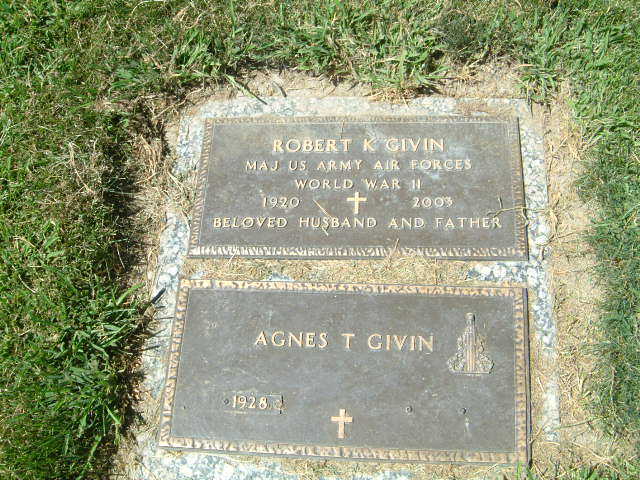 ROBERT K GIVIN
MAJ US ARMY AIR FORCES
WORLD WAR II
1920 2003
BELOVED HUSBAND AND FATHER
AGNES T GIVIN
1928